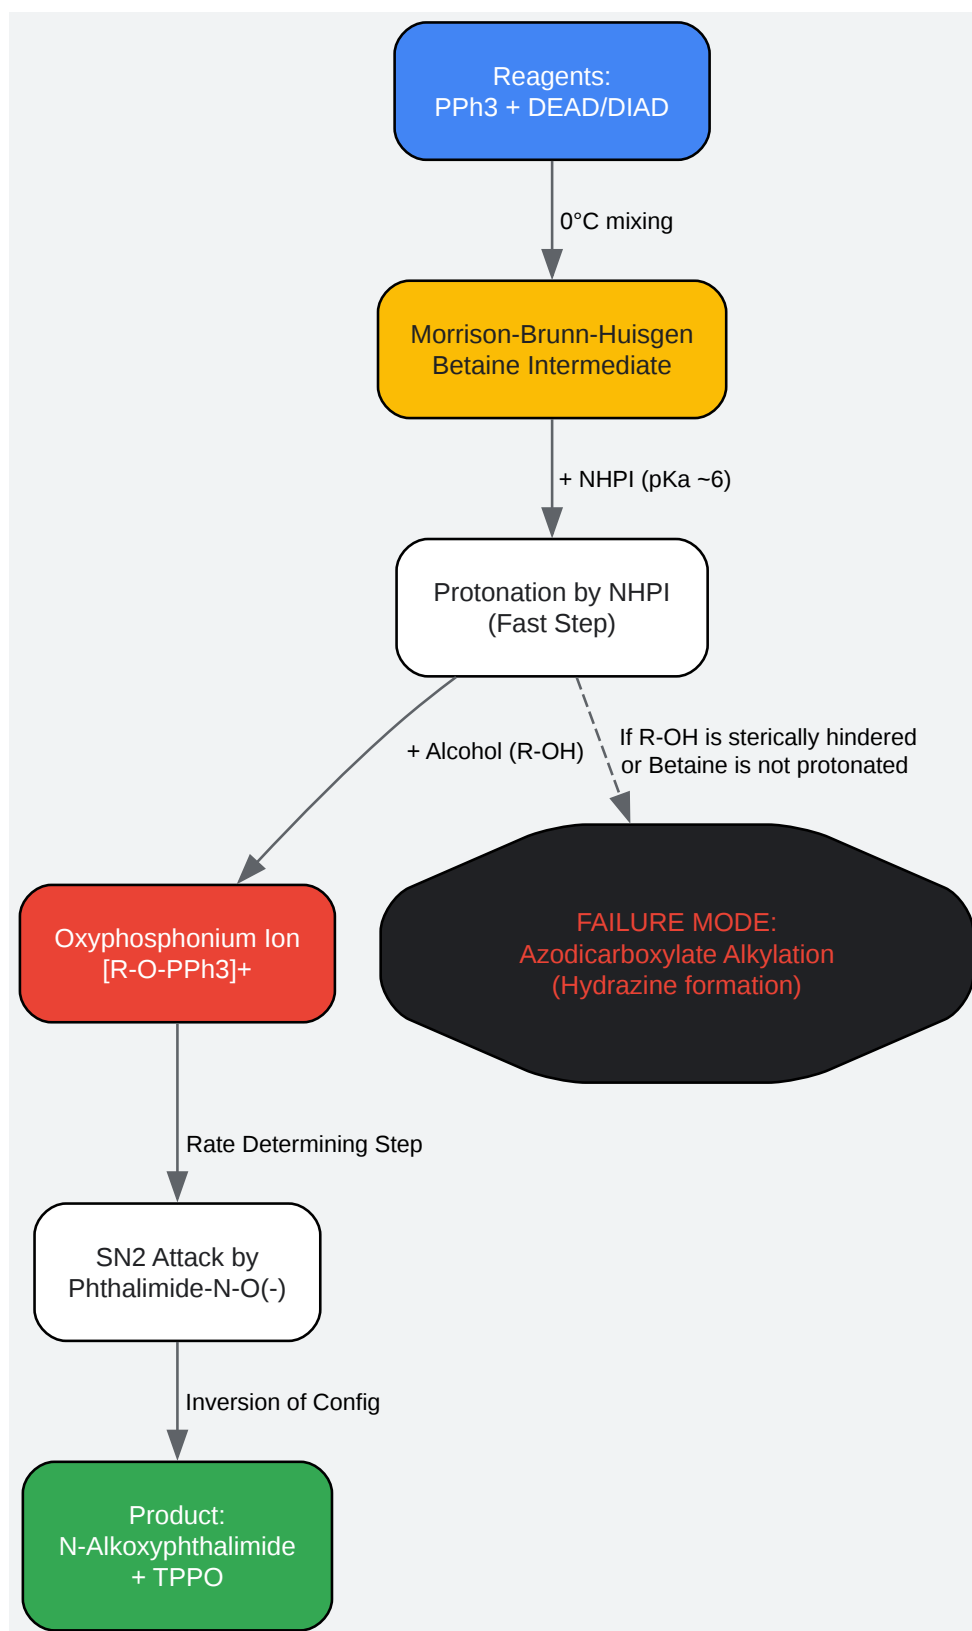 Reagents:
PPh3 + DEAD/DIAD
0°C mixing
Morrison-Brunn-Huisgen
Betaine Intermediate
+ NHPI (pKa ~6)
Protonation by NHPI
(Fast Step)
+ Alcohol (R-OH)
If R-OH is sterically hindered
or Betaine is not protonated
FAILURE MODE:
Azodicarboxylate Alkylation
(Hydrazine formation)
Oxyphosphonium Ion
[R-O-PPh3]+
Rate Determining Step
SN2 Attack by
Phthalimide-N-O(-)
Inversion of Config
Product:
N-Alkoxyphthalimide
+ TPPO